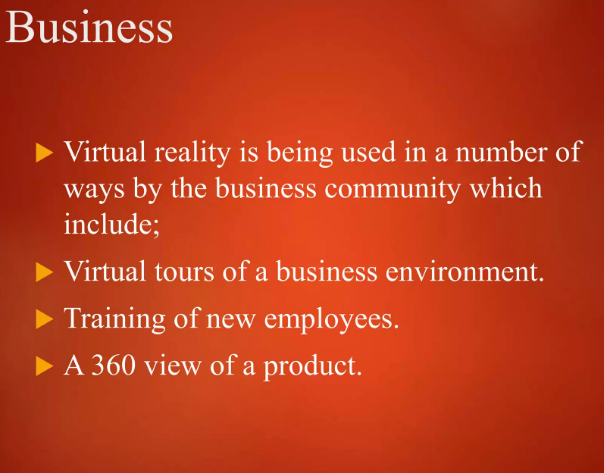 Business
Virtual reality is being used in a number of
ways by the business community which
include;
Virtual tours of a business environment.
Training of new employees.
A 360 view of a product.